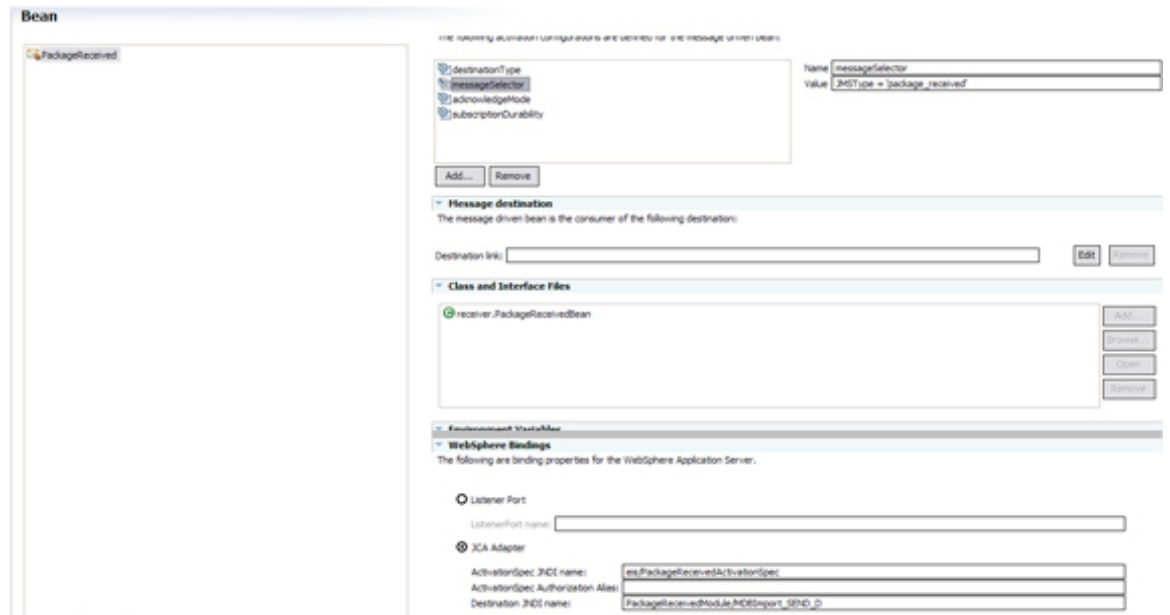 Bean
PackageReceived
The following activation configurations are defined for the message driven bean:
destinationType
messageSelector
acknowledgeMode
subscriptionDurability
Name messageSelector
Value JMSType = 'package_received'
Add... Remove
Message destination
The message driven bean is the consumer of the following destination:
Destination link:
Edit Remove
Class and Interface Files
receiver.PackageReceivedBean
Add...
Browse...
Open
Remove
Environment Variables
WebSphere Bindings
The following are binding properties for the WebSphere Application Server.
Listener Port
ListenerPort name:
JCA Adapter
ActivationSpec JNDI name: eis/PackageReceivedActivationSpec
ActivationSpec Authorization Alias:
Destination JNDI name: PackageReceivedModule/MDBImport_SEND_D